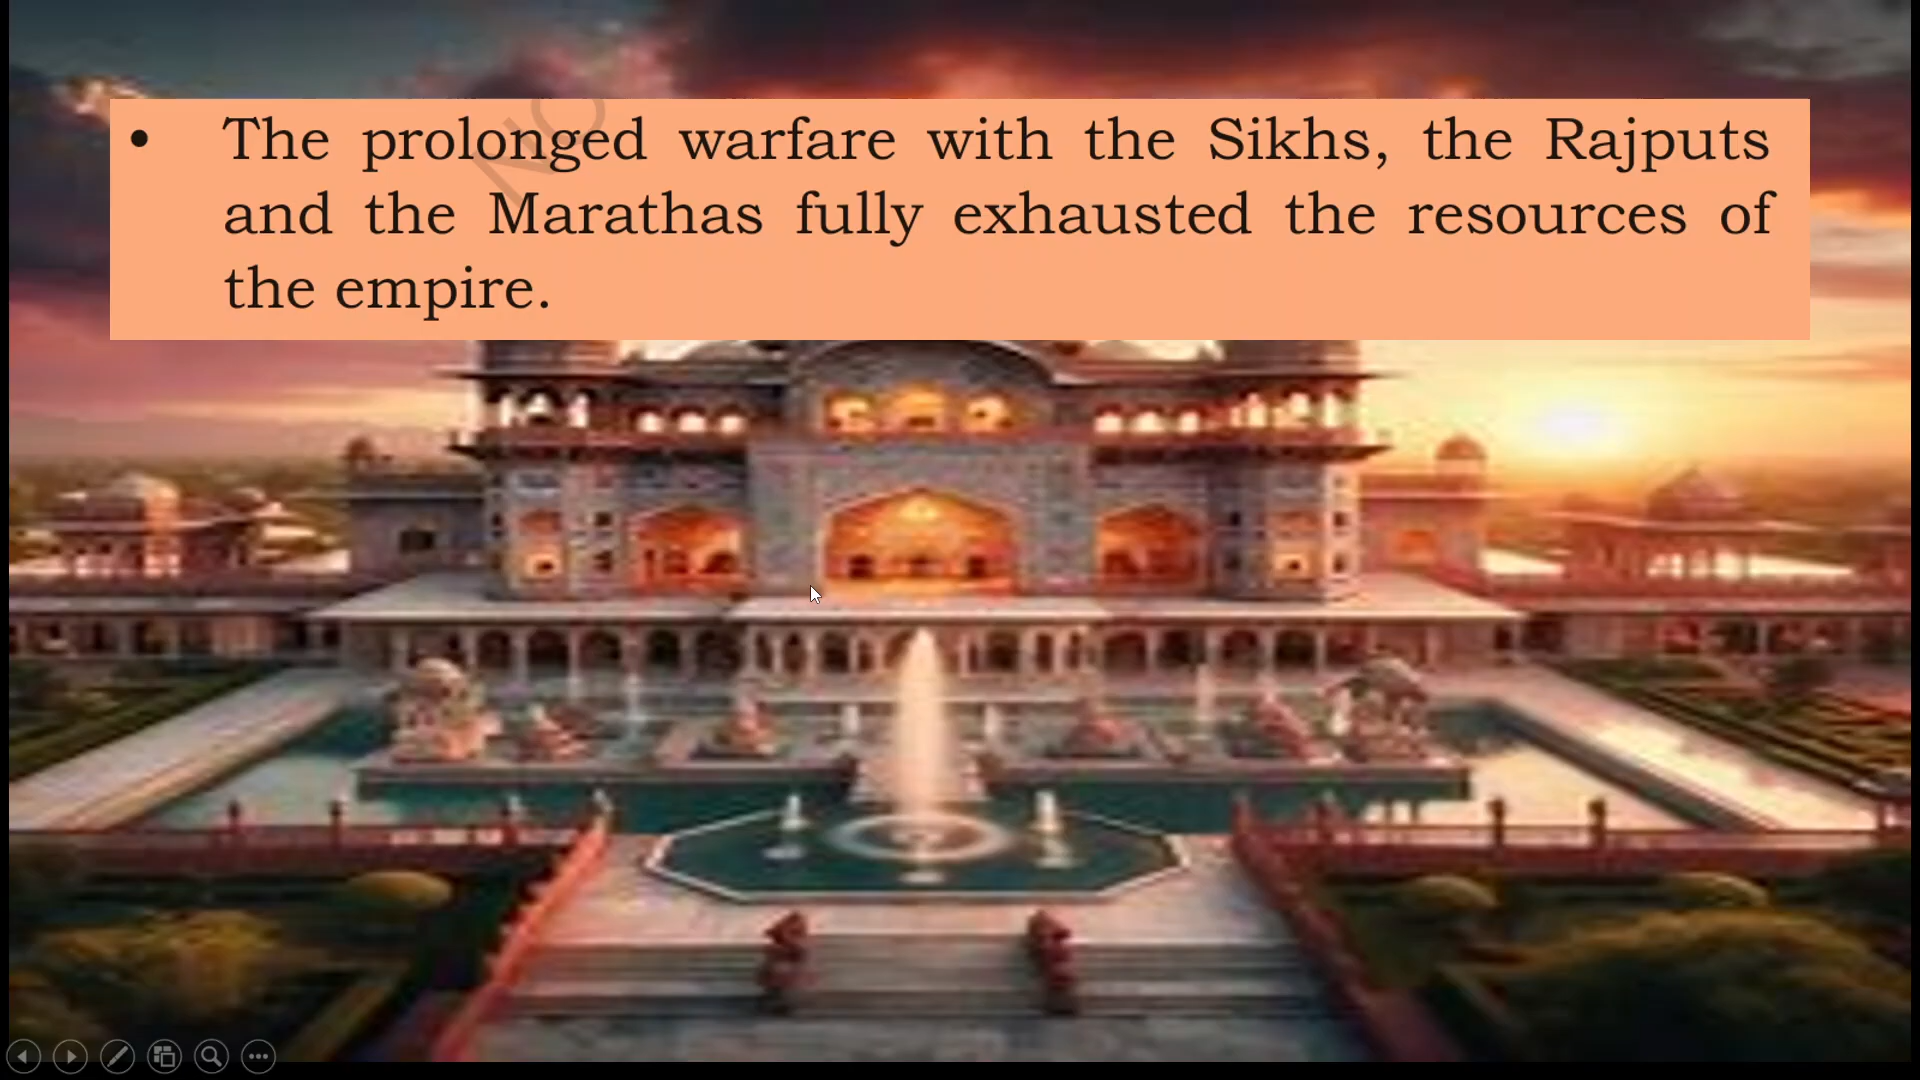 • The prolonged warfare with the Sikhs, the Rajputs
and the Marathas fully exhausted the resources of
the empire.